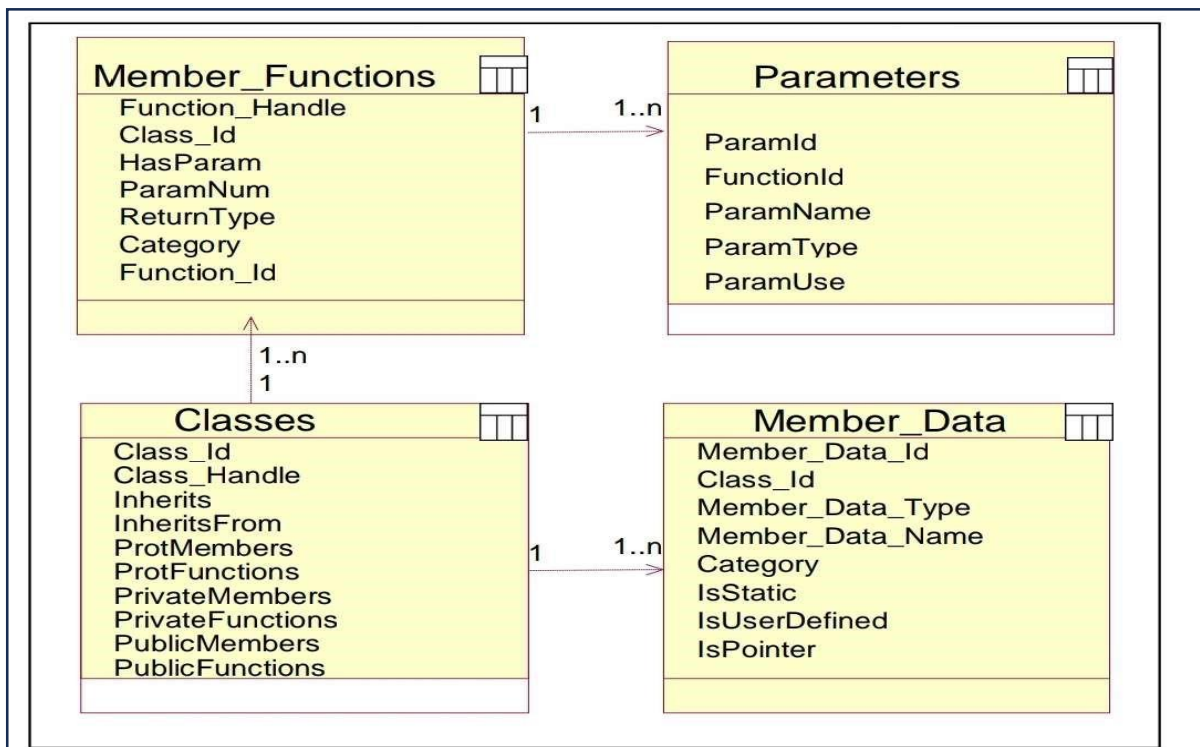 Member_Functions
Function_Handle
Class_Id
HasParam
ParamNum
ReturnType
Category
Function_Id
1
1..n
Parameters
ParamId
FunctionId
ParamName
ParamType
ParamUse
1..n
1
Classes
Class_Id
Class_Handle
Inherits
InheritsFrom
ProtMembers
ProtFunctions
PrivateMembers
PrivateFunctions
PublicMembers
PublicFunctions
1
1..n
Member_Data
Member_Data_Id
Class_Id
Member_Data_Type
Member_Data_Name
Category
IsStatic
IsUserDefined
IsPointer